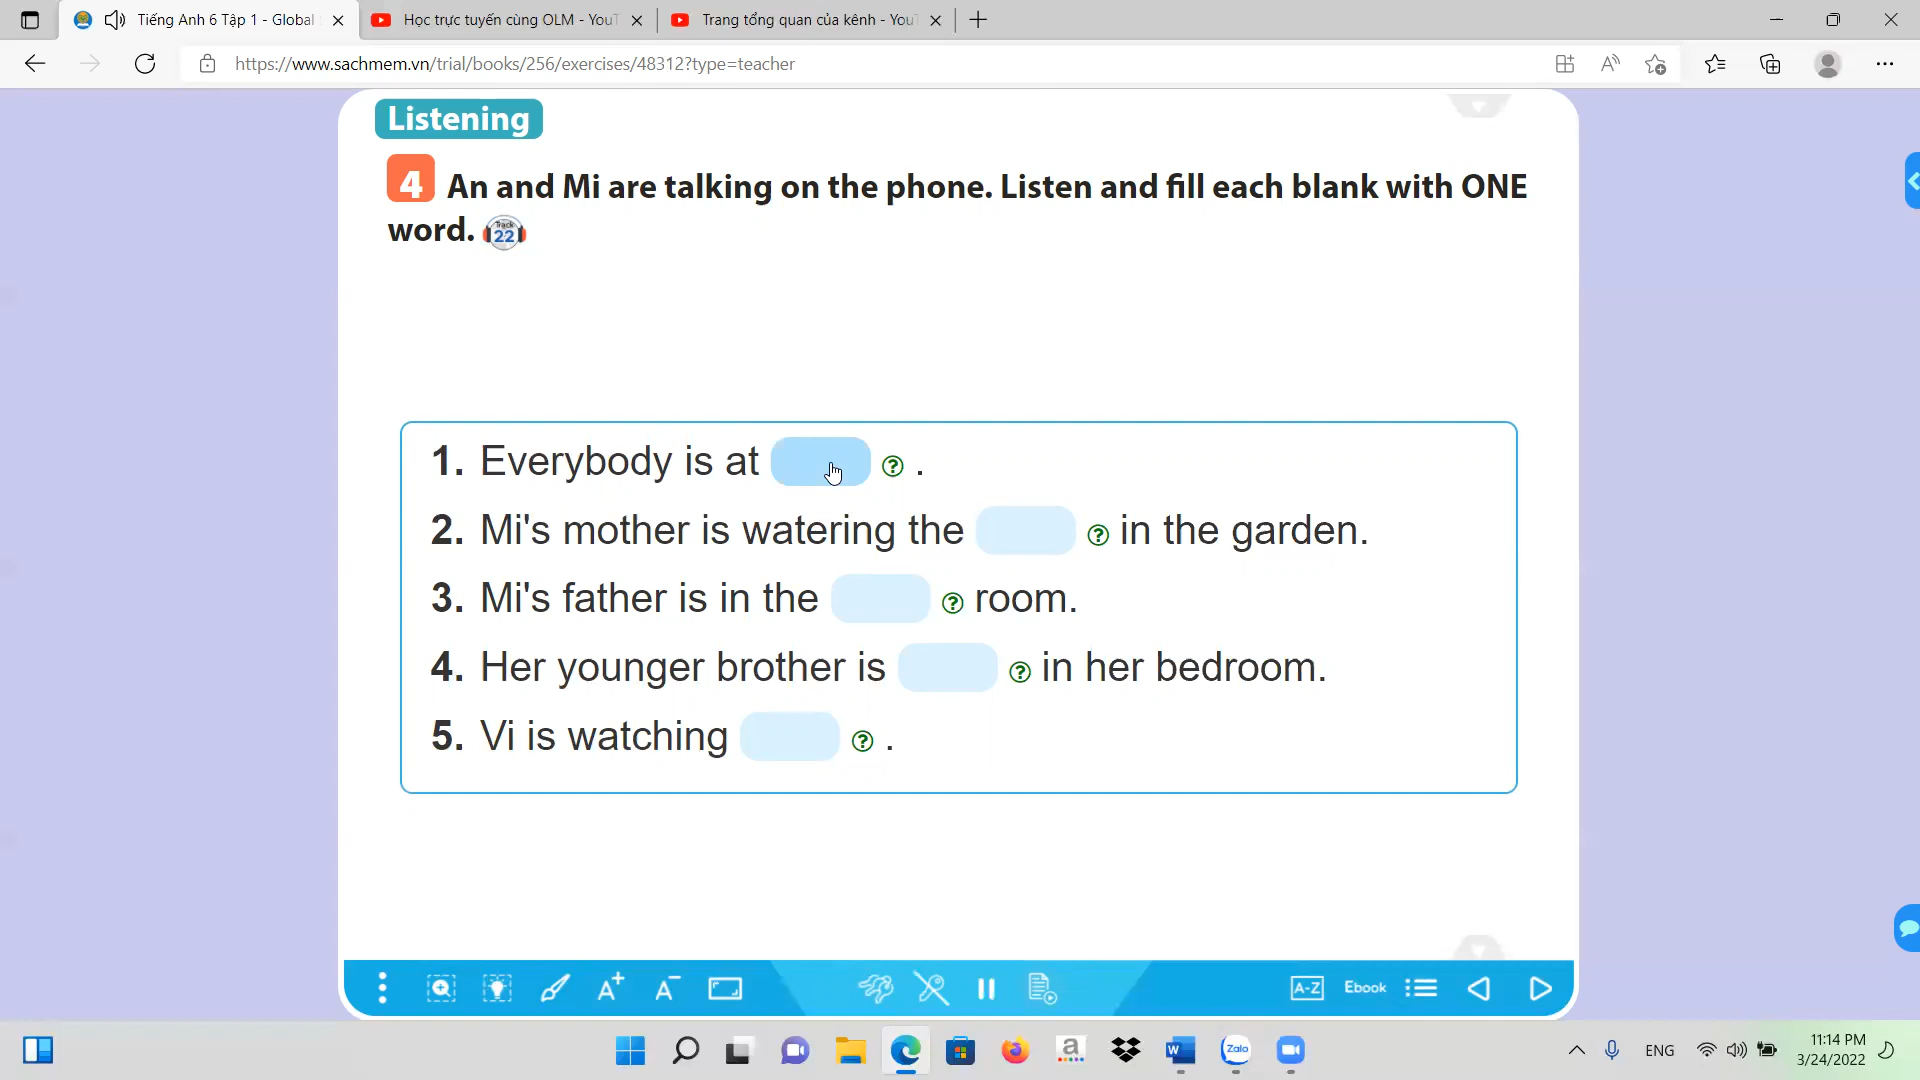 Tiếng Anh 6 Tập 1 - Global
Học trực tuyến cùng OLM - YouT
Trang tổng quan của kênh - You
https://www.sachmem.vn/trial/books/256/exercises/48312?type=teacher
Listening
4 An and Mi are talking on the phone. Listen and fill each blank with ONE
word. Track 22
1. Everybody is at .
2. Mi's mother is watering the in the garden.
3. Mi's father is in the room.
4. Her younger brother is in her bedroom.
5. Vi is watching .
A+ A- A-Z Ebook
Zalo
ENG
11:14 PM
3/24/2022